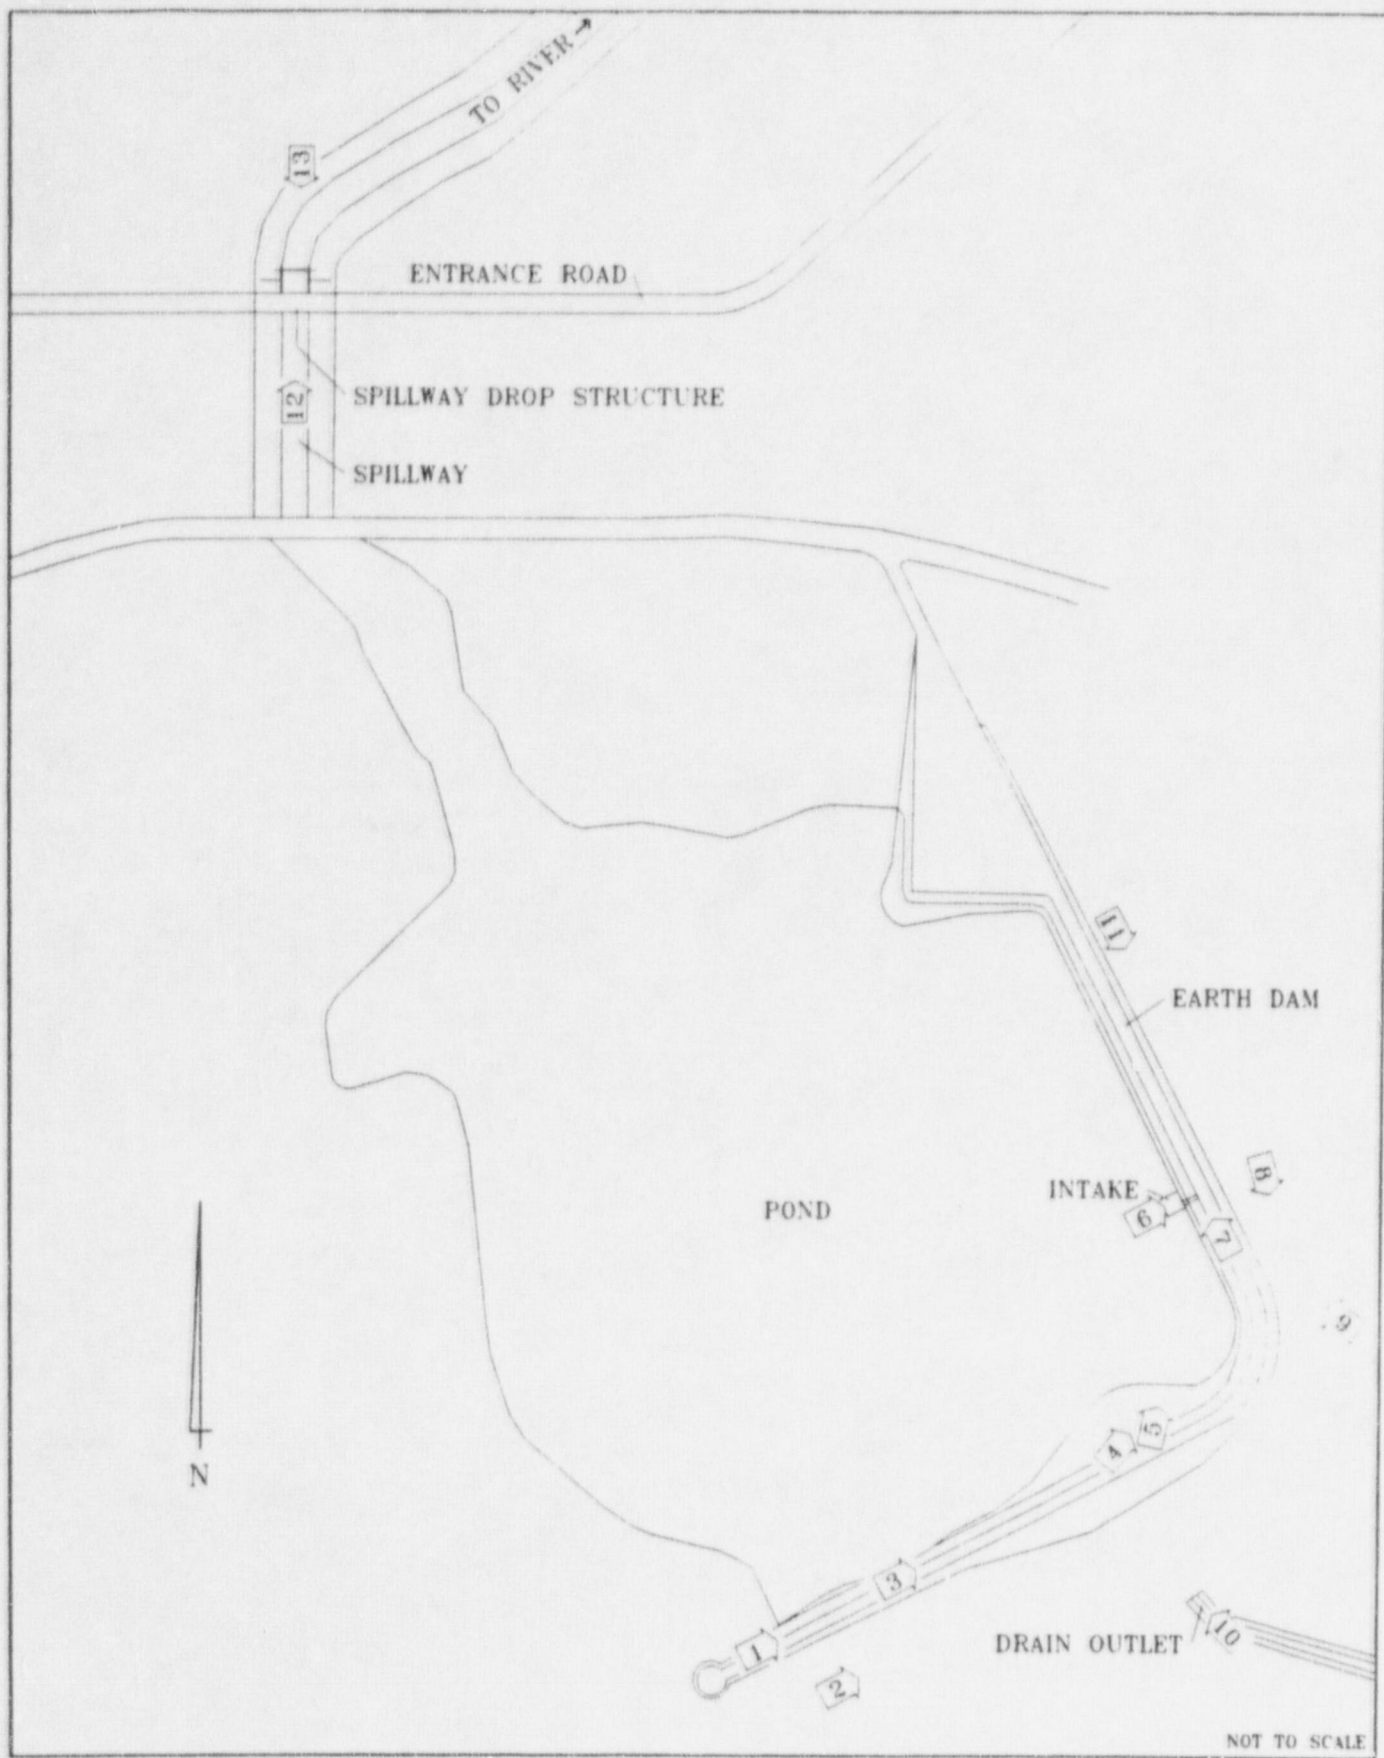 TO RIVER →
13
ENTRANCE ROAD
SPILLWAY DROP STRUCTURE
12
SPILLWAY
11
EARTH DAM
8
INTAKE
6
POND
7
9
N
4
5
3
DRAIN OUTLET
10
1
2
NOT TO SCALE